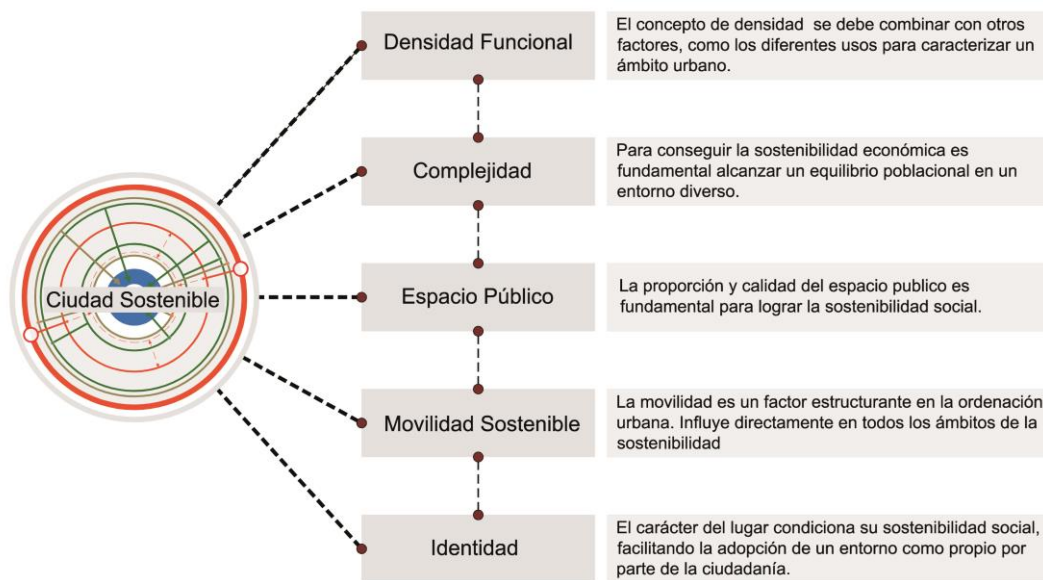 Ciudad Sostenible
Densidad Funcional
El concepto de densidad se debe combinar con otros
factores, como los diferentes usos para caracterizar un
ámbito urbano.
Complejidad
Para conseguir la sostenibilidad económica es
fundamental alcanzar un equilibrio poblacional en un
entorno diverso.
Espacio Público
La proporción y calidad del espacio publico es
fundamental para lograr la sostenibilidad social.
Movilidad Sostenible
La movilidad es un factor estructurante en la ordenación
urbana. Influye directamente en todos los ámbitos de la
sostenibilidad
Identidad
El carácter del lugar condiciona su sostenibilidad social,
facilitando la adopción de un entorno como propio por
parte de la ciudadanía.